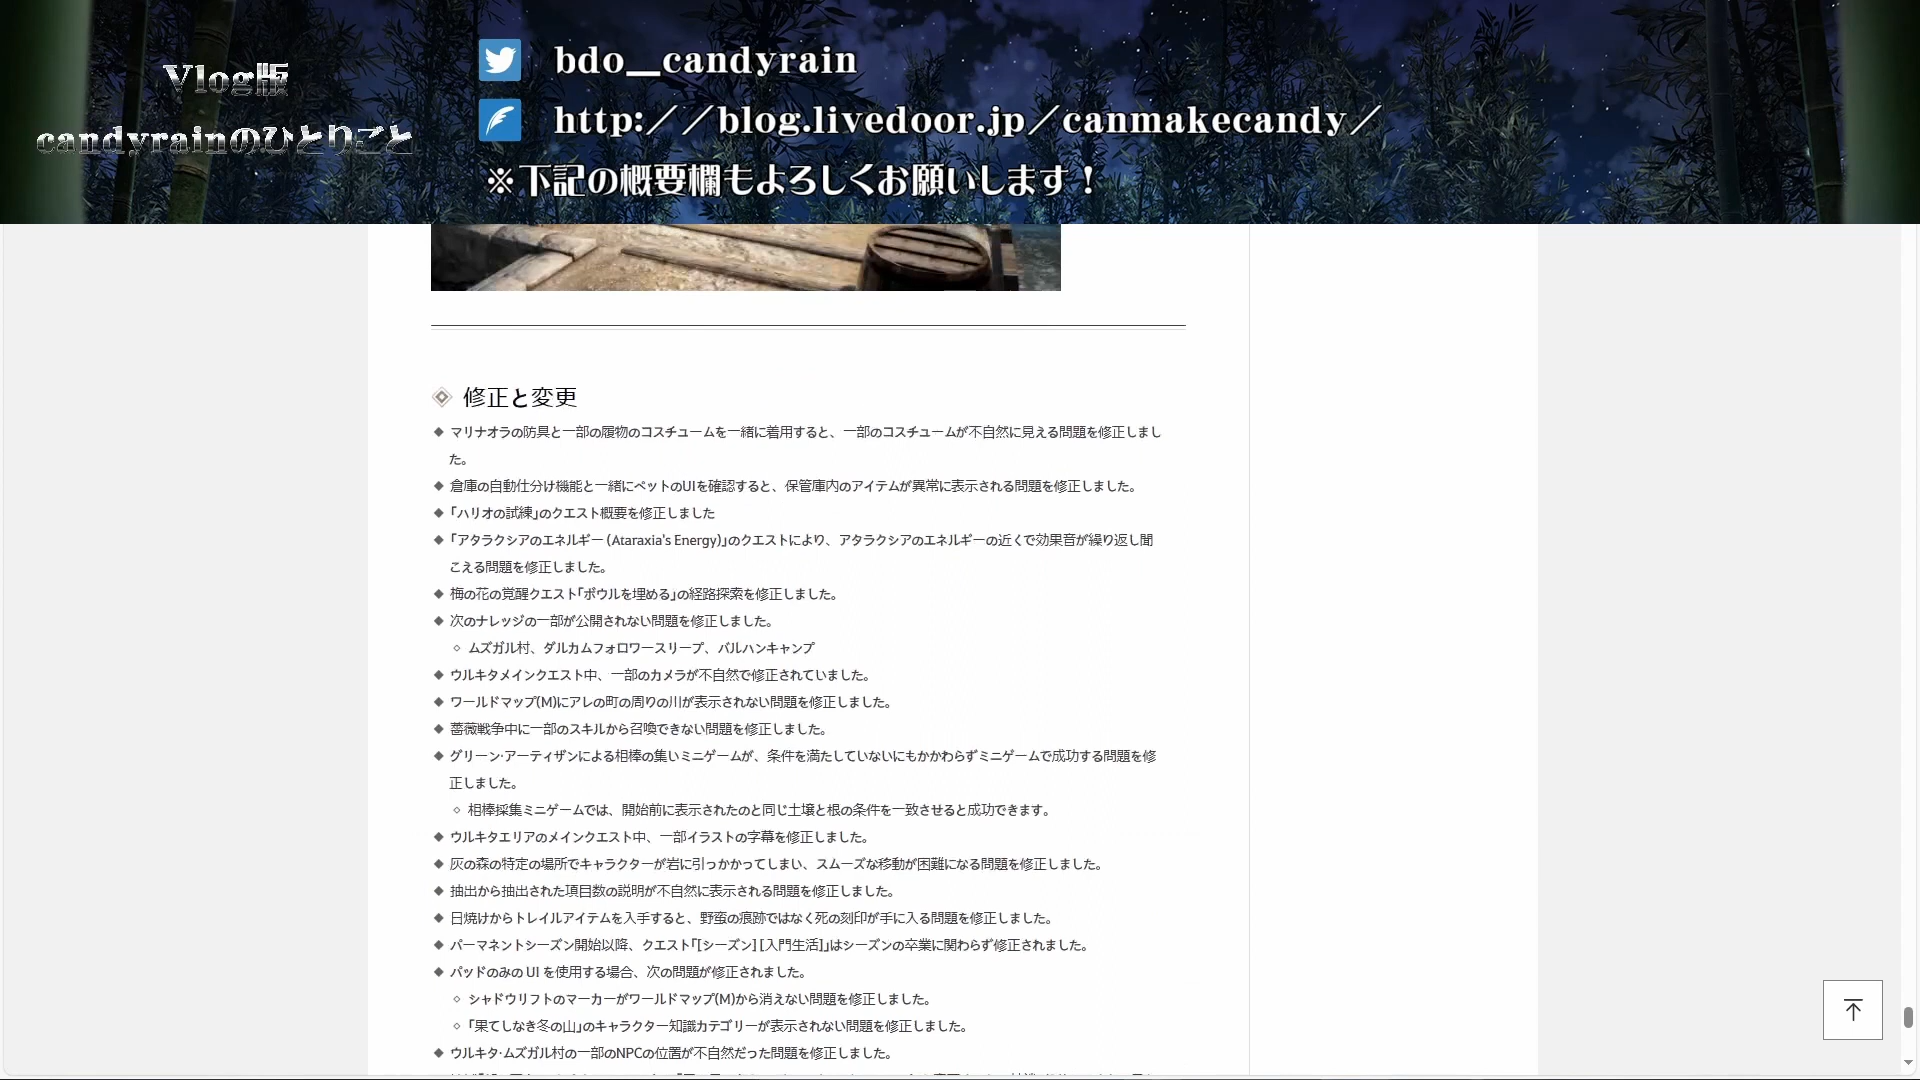 Vlog版
candyrainのひとりごと
bdo__candyrain
http://blog.livedoor.jp/canmakecandy/
※下記の概要欄もよろしくお願いします！
修正と変更
マリナオラの防具と一部の履物のコスチュームを一緒に着用すると、一部のコスチュームが不自然に見える問題を修正しまし
た。
倉庫の自動仕分け機能と一緒にペットのUIを確認すると、保管庫内のアイテムが異常に表示される問題を修正しました。
「ハリオの試練」のクエスト概要を修正しました
「アタラクシアのエネルギー (Ataraxia's Energy)」のクエストにより、アタラクシアのエネルギーの近くで効果音が繰り返し聞
こえる問題を修正しました。
梅の花の覚醒クエスト「ボウルを埋める」の経路探索を修正しました。
次のナレッジの一部が公開されない問題を修正しました。
ムズガル村、ダルカムフォロワースリープ、バルハンキャンプ
ウルキタメインクエスト中、一部のカメラが不自然で修正されていました。
ワールドマップ(M)にアレの町の周りの川が表示されない問題を修正しました。
薔薇戦争中に一部のスキルから召喚できない問題を修正しました。
グリーン·アーティザンによる相棒の集いミニゲームが、条件を満たしていないにもかかわらずミニゲームで成功する問題を修
正しました。
相棒採集ミニゲームでは、開始前に表示されたのと同じ土壌と根の条件を一致させると成功できます。
ウルキタエリアのメインクエスト中、一部イラストの字幕を修正しました。
灰の森の特定の場所でキャラクターが岩に引っかかってしまい、スムーズな移動が困難になる問題を修正しました。
抽出から抽出された項目数の説明が不自然に表示される問題を修正しました。
日焼けからトレイルアイテムを入手すると、野蛮の痕跡ではなく死の刻印が手に入る問題を修正しました。
パーマネントシーズン開始以降、クエスト「[シーズン] [入門生活]」はシーズンの卒業に関わらず修正されました。
パッドのみの UI を使用する場合、次の問題が修正されました。
シャドウリフトのマーカーがワールドマップ(M)から消えない問題を修正しました。
「果てしなき冬の山」のキャラクター知識カテゴリーが表示されない問題を修正しました。
ウルキタ·ムズガル村の一部のNPCの位置が不自然だった問題を修正しました。